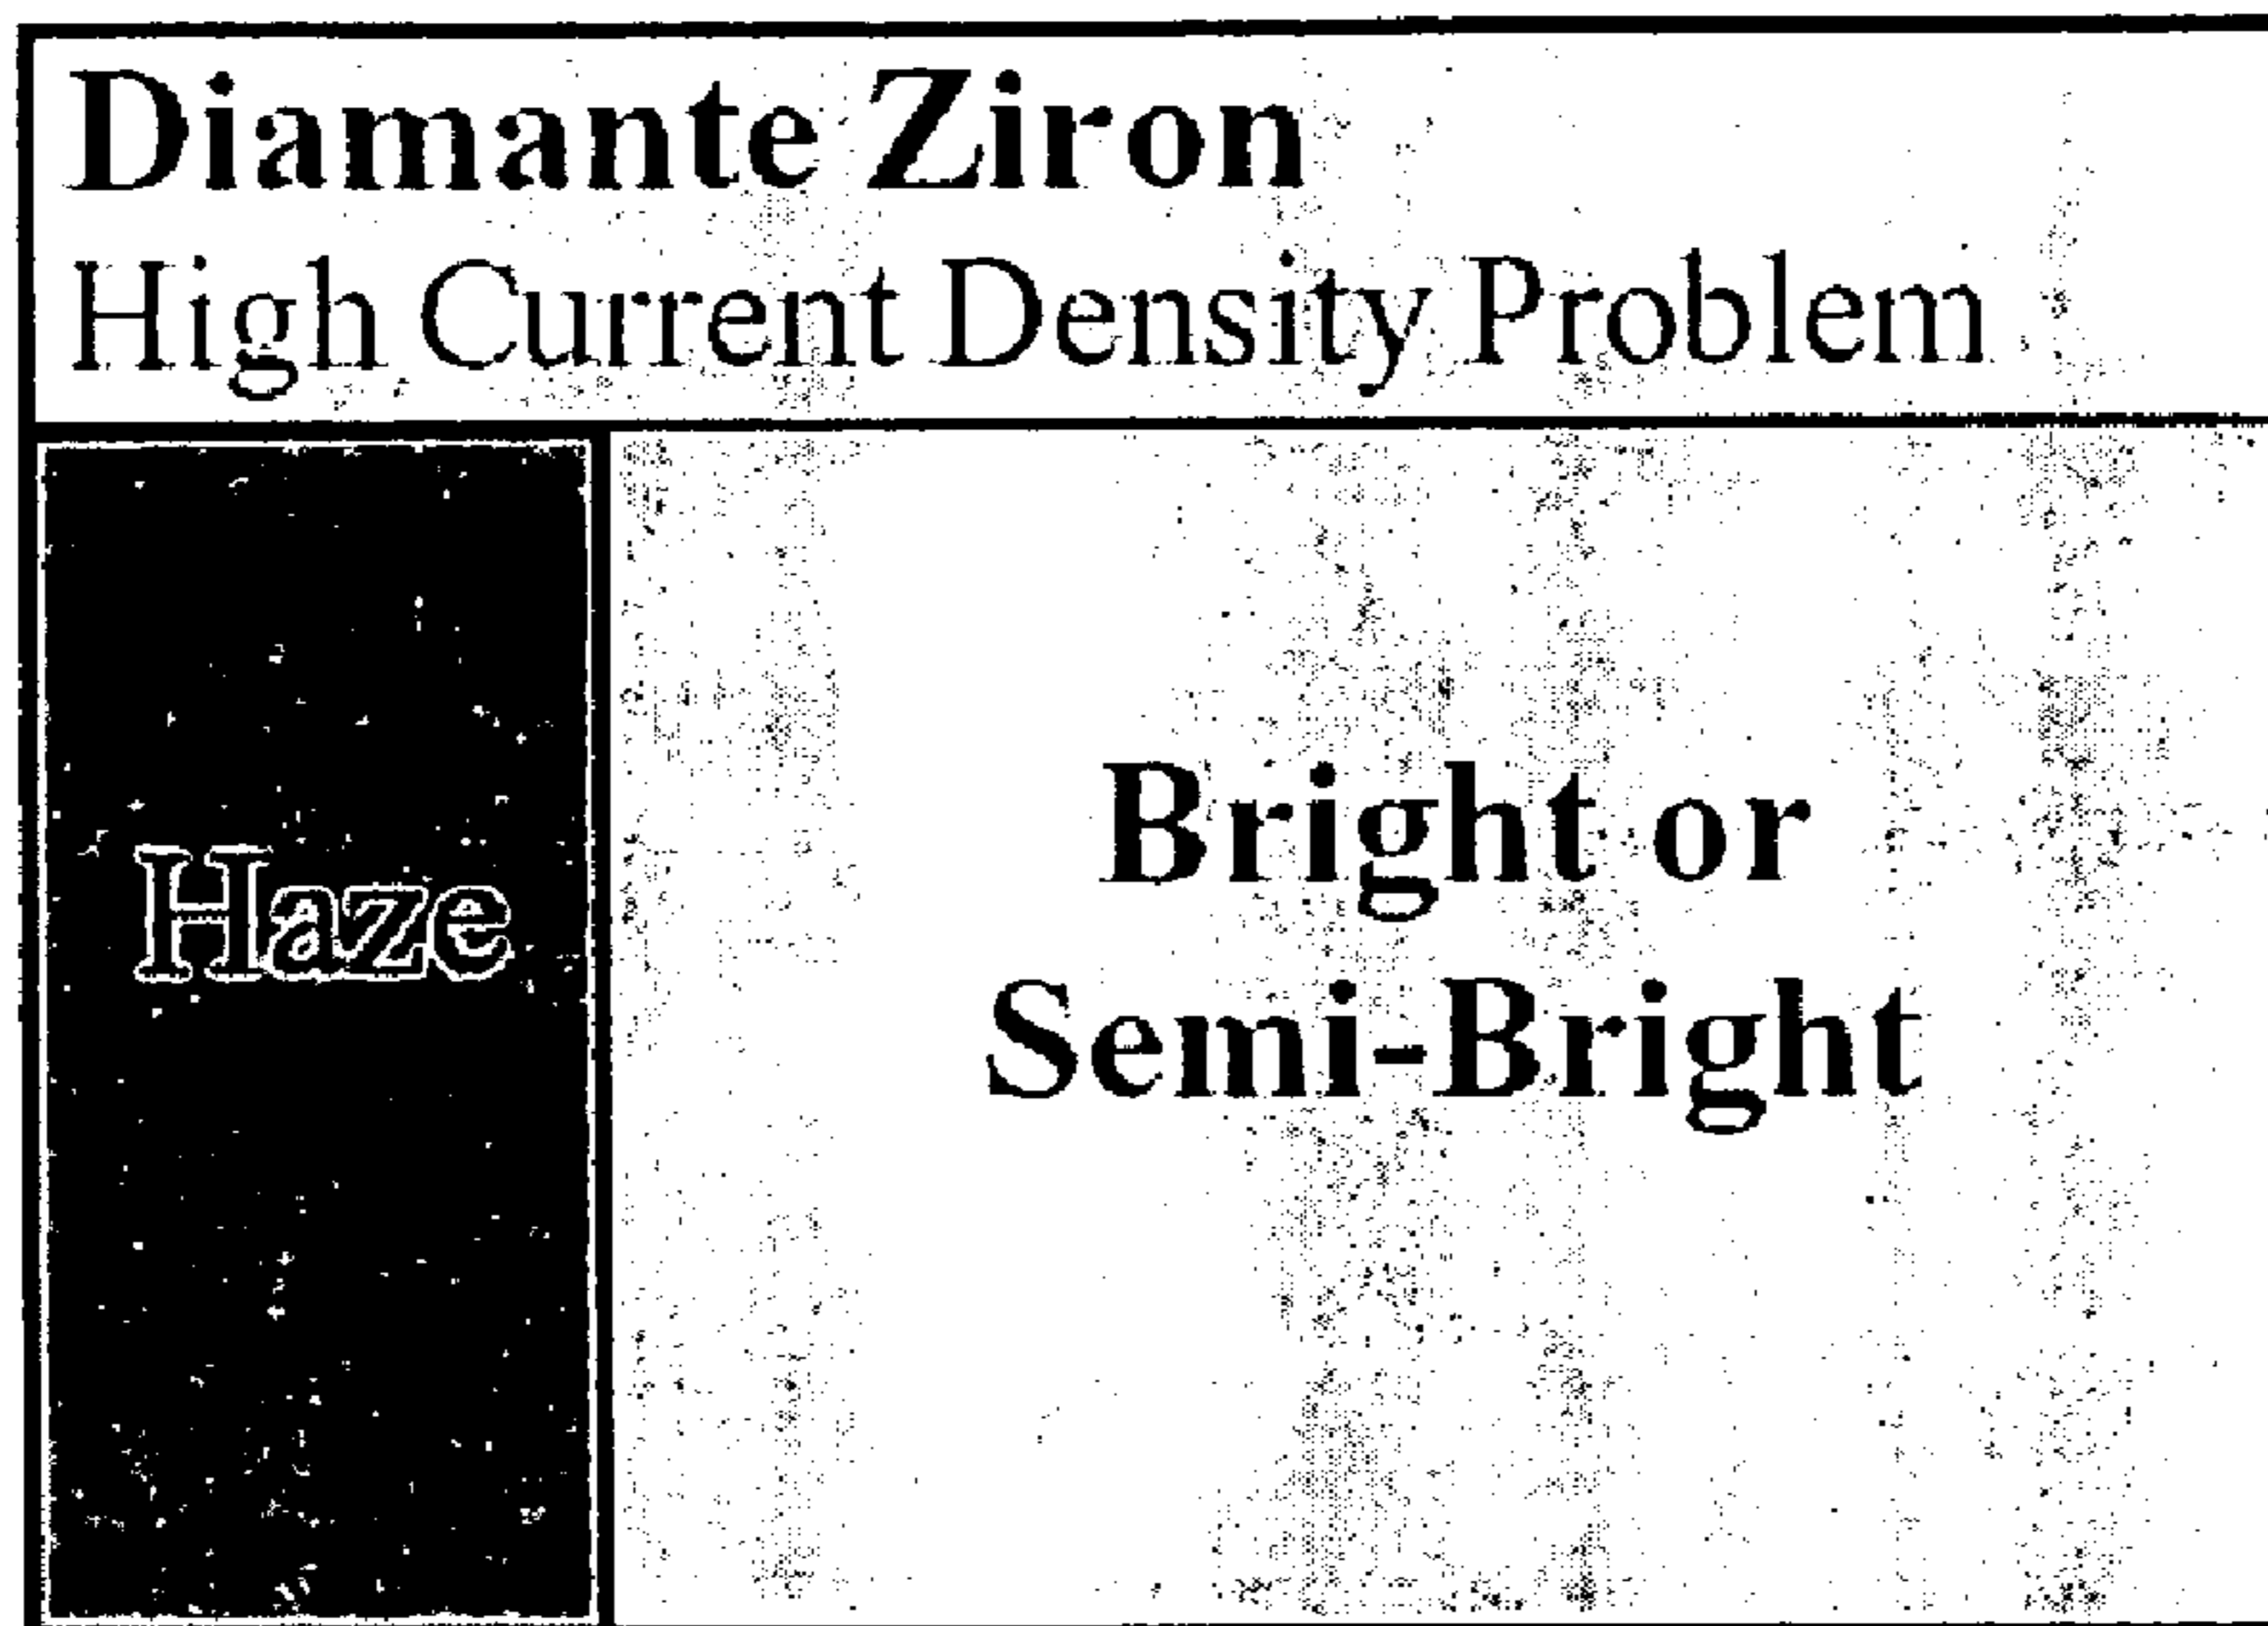 Diamante Ziron
High Current Density Problem
Haze
Bright or
Semi-Bright